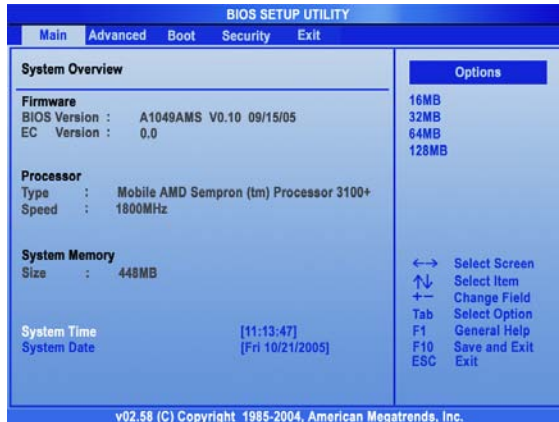 BIOS SETUP UTILITY
Main Advanced Boot Security Exit
System Overview
Firmware
BIOS Version : A1049AMS V0.10 09/15/05
EC Version : 0.0
Processor
Type : Mobile AMD Sempron (tm) Processor 3100+
Speed : 1800MHz
System Memory
Size : 448MB
System Time [11:13:47]
System Date [Fri 10/21/2005]
Options
16MB
32MB
64MB
128MB
←→ Select Screen
↑↓ Select Item
+- Change Field
Tab Select Option
F1 General Help
F10 Save and Exit
ESC Exit
v02.58 (C) Copyright 1985-2004, American Megatrends, Inc.